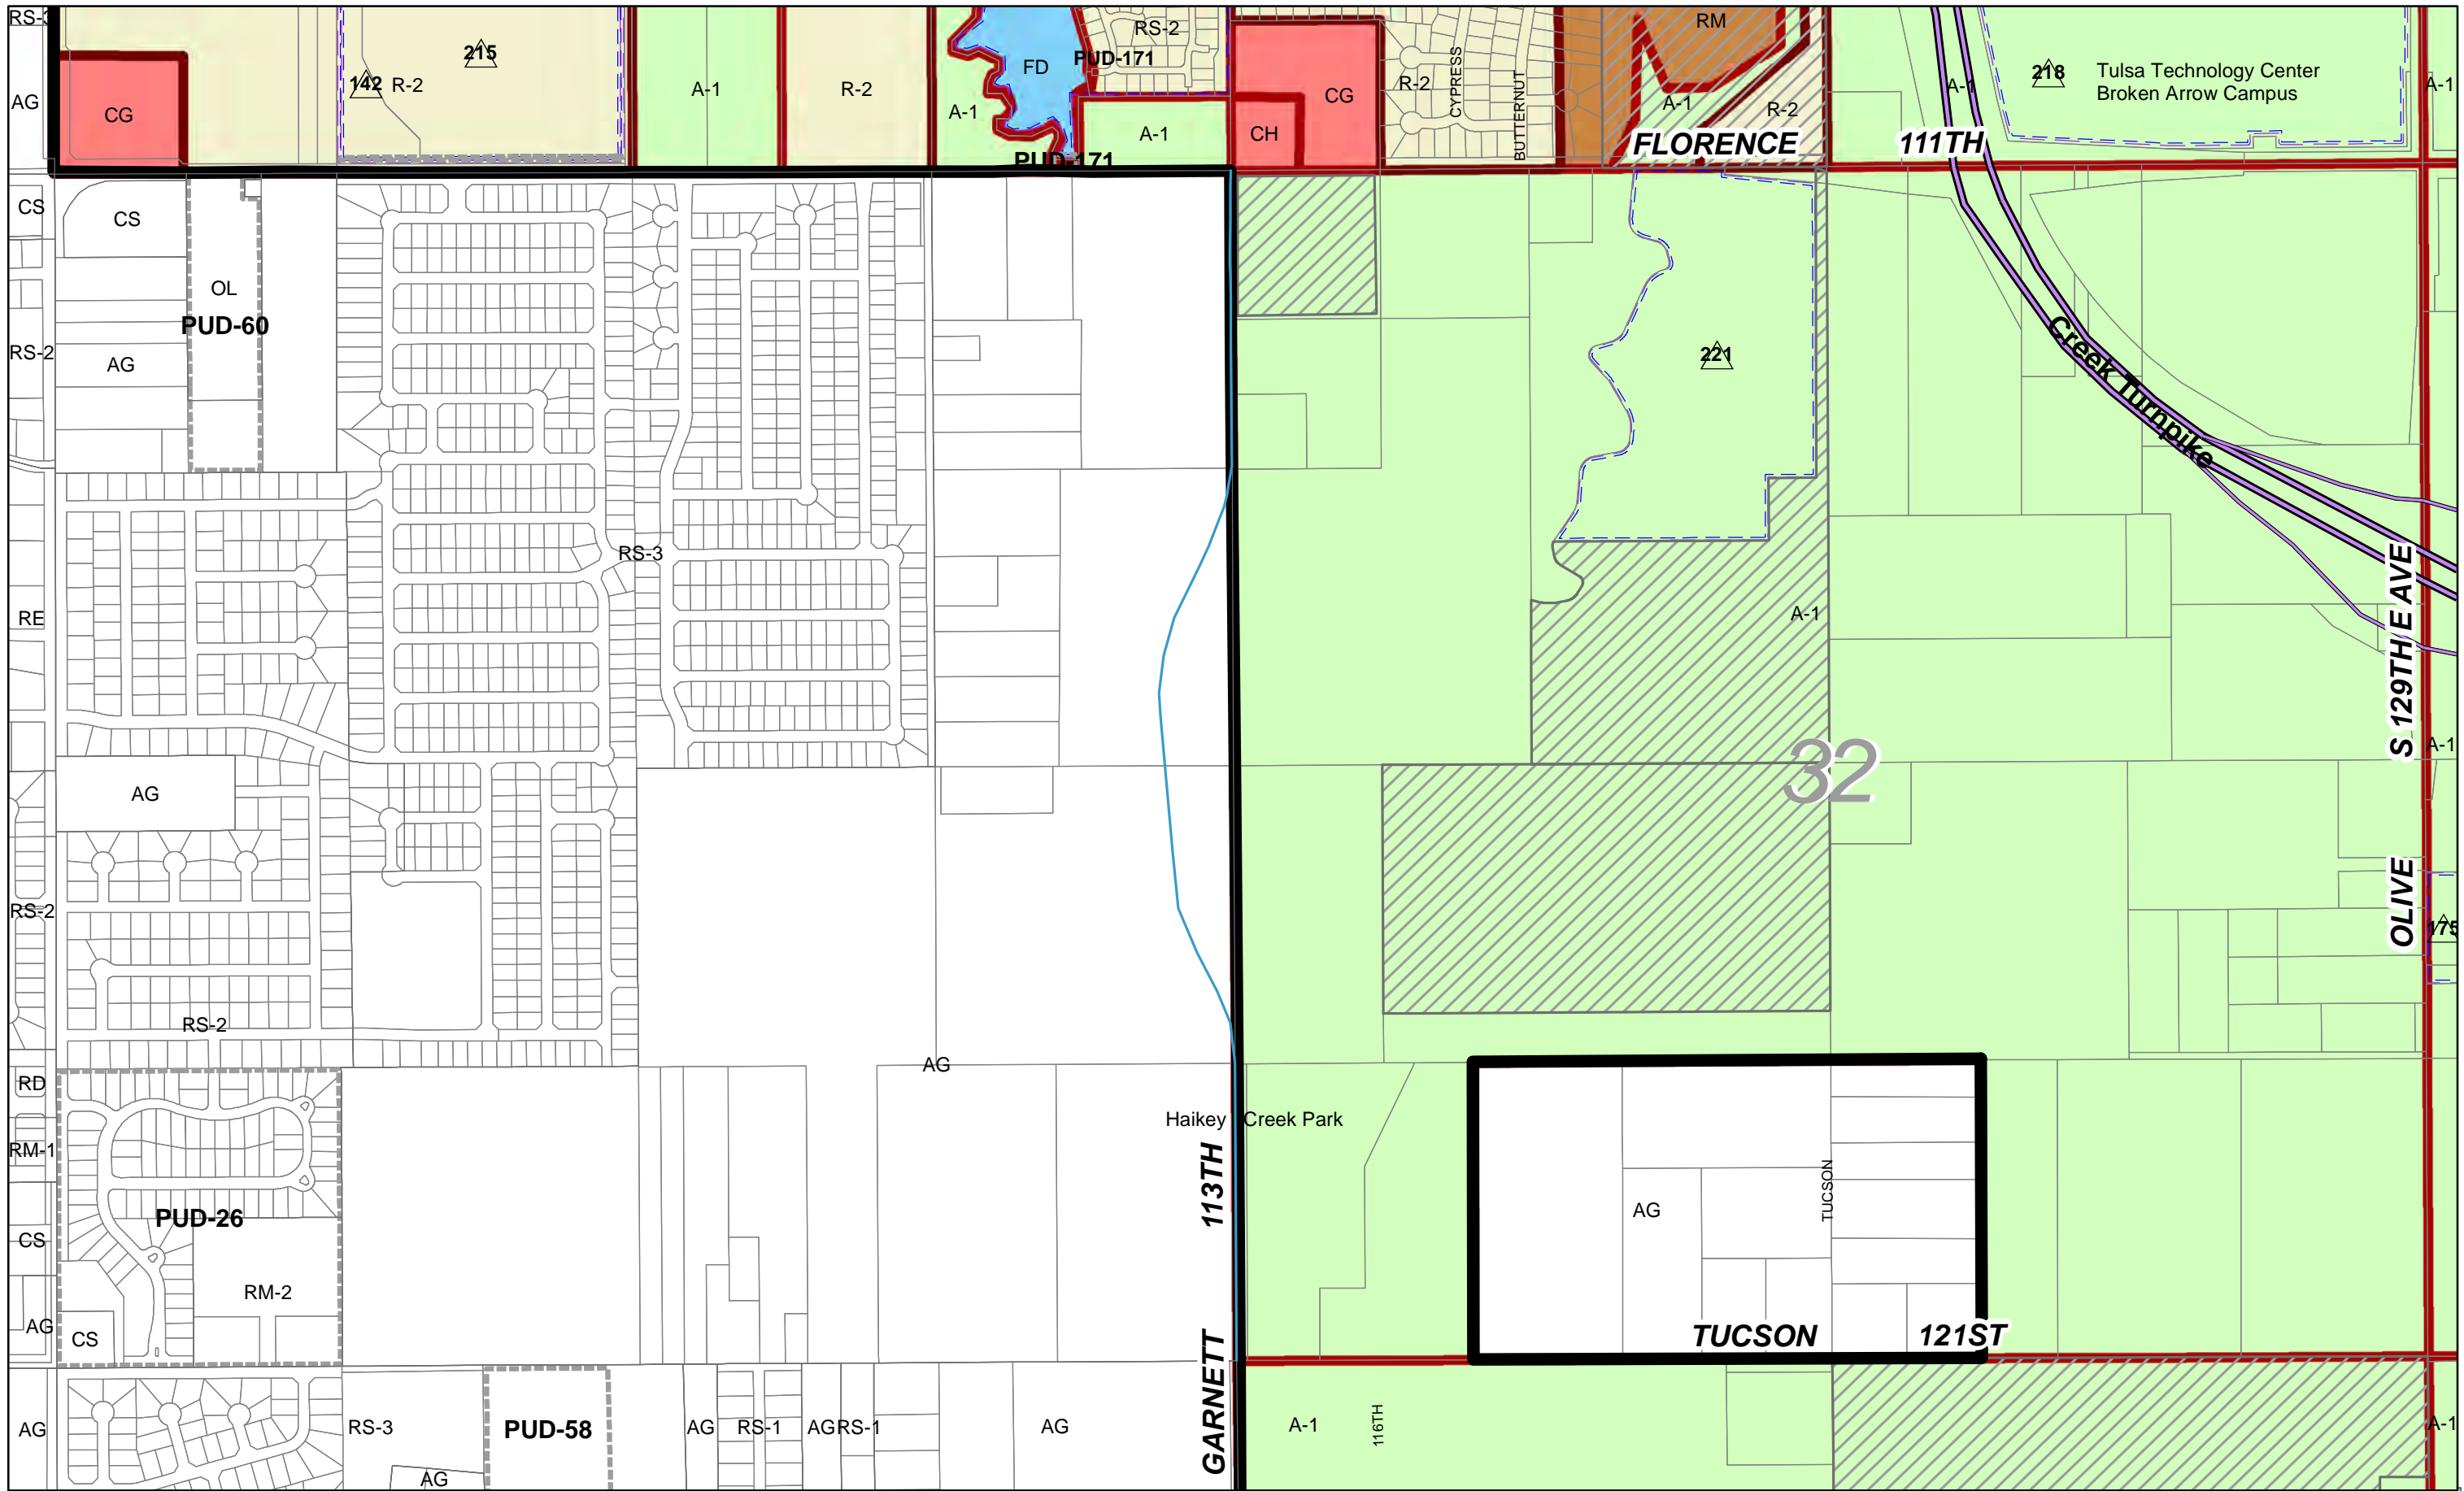 RS-3
215
142
R-2
AG
CG
A-1
R-2
A-1
FD
RS-2
PUD-171
A-1
PUD-171
CG
CH
R-2
CYPRESS
BUTTERNUT
RM
A-1
R-2
FLORENCE
111TH
A-1
218
Tulsa Technology Center
Broken Arrow Campus
A-1
CS
CS
OL
PUD-60
RS-2
AG
221
Creek Turnpike
RS-3
RE
A-1
S 129TH E AVE
A-1
32
AG
OLIVE
RS-2
175
RS-2
AG
RD
RM-1
Haikey Creek Park
113TH
TUCSON
AG
PUD-26
CS
RM-2
AG
CS
TUCSON
121ST
GARNETT
AG
RS-3
PUD-58
AG
RS-1
AG
RS-1
AG
A-1
116TH
A-1
AG